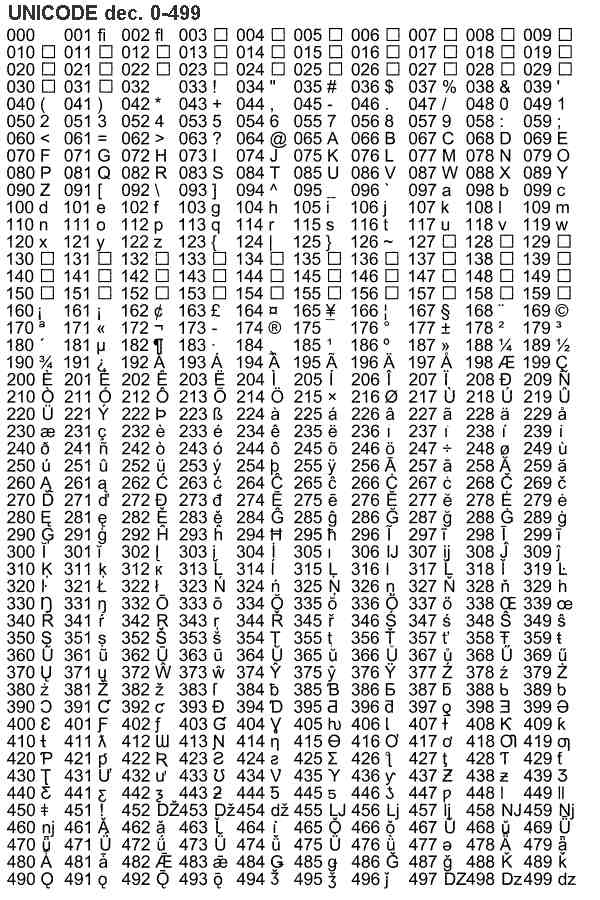 UNICODE dec. 0-499
000 001 fi 002 fl 003 □ 004 □ 005 □ 006 □ 007 □ 008 □ 009 □
010 □ 011 □ 012 □ 013 □ 014 □ 015 □ 016 □ 017 □ 018 □ 019 □
020 □ 021 □ 022 □ 023 □ 024 □ 025 □ 026 □ 027 □ 028 □ 029 □
030 □ 031 □ 032 033 ! 034 " 035 # 036 $ 037 % 038 & 039 '
040 ( 041 ) 042 * 043 + 044 , 045 - 046 . 047 / 048 0 049 1
050 2 051 3 052 4 053 5 054 6 055 7 056 8 057 9 058 : 059 ;
060 < 061 = 062 > 063 ? 064 @ 065 A 066 B 067 C 068 D 069 E
070 F 071 G 072 H 073 I 074 J 075 K 076 L 077 M 078 N 079 O
080 P 081 Q 082 R 083 S 084 T 085 U 086 V 087 W 088 X 089 Y
090 Z 091 [ 092 \ 093 ] 094 ^ 095 _ 096 ` 097 a 098 b 099 c
100 d 101 e 102 f 103 g 104 h 105 i 106 j 107 k 108 l 109 m
110 n 111 o 112 p 113 q 114 r 115 s 116 t 117 u 118 v 119 w
120 x 121 y 122 z 123 { 124 | 125 } 126 ~ 127 □ 128 □ 129 □
130 □ 131 □ 132 □ 133 □ 134 □ 135 □ 136 □ 137 □ 138 □ 139 □
140 □ 141 □ 142 □ 143 □ 144 □ 145 □ 146 □ 147 □ 148 □ 149 □
150 □ 151 □ 152 □ 153 □ 154 □ 155 □ 156 □ 157 □ 158 □ 159 □
160 ¡ 161 ¡ 162 ¢ 163 £ 164 ¤ 165 ¥ 166 ¦ 167 § 168 ¨ 169 ©
170 ª 171 « 172 ¬ 173 - 174 ® 175 ¯ 176 ° 177 ± 178 ² 179 ³
180 ´ 181 µ 182 ¶ 183 · 184 ¸ 185 ¹ 186 º 187 » 188 ¼ 189 ½
190 ¾ 191 ¿ 192 À 193 Á 194 Â 195 Ã 196 Ä 197 Å 198 Æ 199 Ç
200 È 201 É 202 Ê 203 Ë 204 Ì 205 Í 206 Î 207 Ï 208 Ð 209 Ñ
210 Ò 211 Ó 212 Ô 213 Õ 214 Ö 215 × 216 Ø 217 Ù 218 Ú 219 Û
220 Ü 221 Ý 222 Þ 223 ß 224 à 225 á 226 â 227 ã 228 ä 229 å
230 æ 231 ç 232 è 233 é 234 ê 235 ë 236 ì 237 í 238 î 239 ï
240 ð 241 ñ 242 ò 243 ó 244 ô 245 õ 246 ö 247 ÷ 248 ø 249 ù
250 ú 251 û 252 ü 253 ý 254 þ 255 ÿ 256 Ā 257 ā 258 Ă 259 ă
260 Ą 261 ą 262 Ć 263 ć 264 Ĉ 265 ĉ 266 Ċ 267 ċ 268 Č 269 č
270 Ď 271 ď 272 Đ 273 đ 274 Ē 275 ē 276 Ĕ 277 ĕ 278 Ė 279 ė
280 Ę 281 ę 282 Ě 283 ě 284 Ĝ 285 ĝ 286 Ğ 287 ğ 288 Ġ 289 ġ
290 Ģ 291 ģ 292 Ĥ 293 ĥ 294 Ħ 295 ħ 296 Ĩ 297 ĩ 298 Ī 299 ī
300 Ĭ 301 ĭ 302 Į 303 į 304 İ 305 ı 306 Ĳ 307 ĳ 308 Ĵ 309 ĵ
310 Ķ 311 ķ 312 ĸ 313 Ĺ 314 ĺ 315 Ļ 316 ļ 317 Ľ 318 ľ 319 Ŀ
320 ŀ 321 Ł 322 ł 323 Ń 324 ń 325 Ņ 326 ņ 327 Ň 328 ň 329 ŉ
330 Ŋ 331 ŋ 332 Ō 333 ō 334 Ŏ 335 ŏ 336 Ő 337 ő 338 Œ 339 œ
340 Ŕ 341 ŕ 342 Ŗ 343 ŗ 344 Ř 345 ř 346 Ś 347 ś 348 Ŝ 349 ŝ
350 Ş 351 ş 352 Š 353 š 354 Ţ 355 ţ 356 Ť 357 ť 358 Ŧ 359 ŧ
360 Ũ 361 ũ 362 Ū 363 ū 364 Ŭ 365 ŭ 366 Ů 367 ů 368 Ű 369 ű
370 Ų 371 ų 372 Ŵ 373 ŵ 374 Ŷ 375 ŷ 376 Ÿ 377 Ź 378 ź 379 Ż
380 ż 381 Ž 382 ž 383 ſ 384 ƀ 385 Ɓ 386 Ƃ 387 ƃ 388 Ƅ 389 ƅ
390 Ɔ 391 Ƈ 392 ƈ 393 Ɖ 394 Ɗ 395 Ƌ 396 ƌ 397 ƍ 398 Ǝ 399 Ə
400 Ɛ 401 Ƒ 402 ƒ 403 Ɠ 404 Ɣ 405 ƕ 406 Ɩ 407 Ɨ 408 Ƙ 409 ƙ
410 ƚ 411 ƛ 412 Ɯ 413 Ɲ 414 ƞ 415 Ɵ 416 Ơ 417 ơ 418 Ƣ 419 ƣ
420 Ƥ 421 ƥ 422 Ʀ 423 Ƨ 424 ƨ 425 Ʃ 426 ƪ 427 ƫ 428 Ƭ 429 ƭ
430 Ʈ 431 Ư 432 ư 433 Ʊ 434 Ʋ 435 Ƴ 436 ƴ 437 Ƶ 438 ƶ 439 Ʒ
440 Ƹ 441 ƹ 442 ƺ 443 ƻ 444 Ƽ 445 ƽ 446 ƾ 447 ƿ 448 ǀ 449 ǁ
450 ǂ 451 ǃ 452 Ǆ 453 ǅ 454 ǆ 455 Ǉ 456 ǈ 457 ǉ 458 Ǌ 459 ǋ
460 ǌ 461 Ǎ 462 ǎ 463 Ǐ 464 ǐ 465 Ǒ 466 ǒ 467 Ǔ 468 ǔ 469 Ǖ
470 ǖ 471 Ǘ 472 ǘ 473 Ǚ 474 ǚ 475 Ǜ 476 ǜ 477 ǝ 478 Ǟ 479 ǟ
480 Ǡ 481 ǡ 482 Ǣ 483 ǣ 484 Ǥ 485 ǥ 486 Ǧ 487 ǧ 488 Ǩ 489 ǩ
490 Ǫ 491 ǫ 492 Ǭ 493 ǭ 494 Ǯ 495 ǯ 496 ǰ 497 Ǳ 498 ǲ 499 ǳ